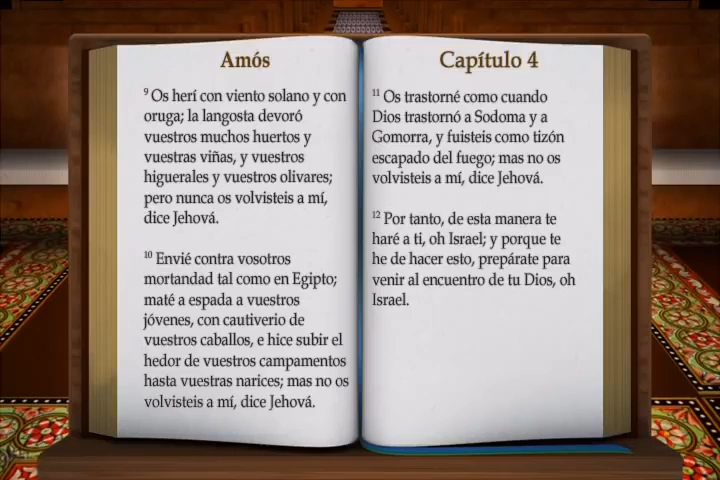 Amós
9 Os herí con viento solano y con
oruga; la langosta devoró
vuestros muchos huertos y
vuestras viñas, y vuestros
higuerales y vuestros olivares;
pero nunca os volvisteis a mí,
dice Jehová.
10 Envié contra vosotros
mortandad tal como en Egipto;
maté a espada a vuestros
jóvenes, con cautiverio de
vuestros caballos, e hice subir el
hedor de vuestros campamentos
hasta vuestras narices; mas no os
volvisteis a mí, dice Jehová.
Capítulo 4
11 Os trastorné como cuando
Dios trastornó a Sodoma y a
Gomorra, y fuisteis como tizón
escapado del fuego; mas no os
volvisteis a mí, dice Jehová.
12 Por tanto, de esta manera te
haré a ti, oh Israel; y porque te
he de hacer esto, prepárate para
venir al encuentro de tu Dios, oh
Israel.